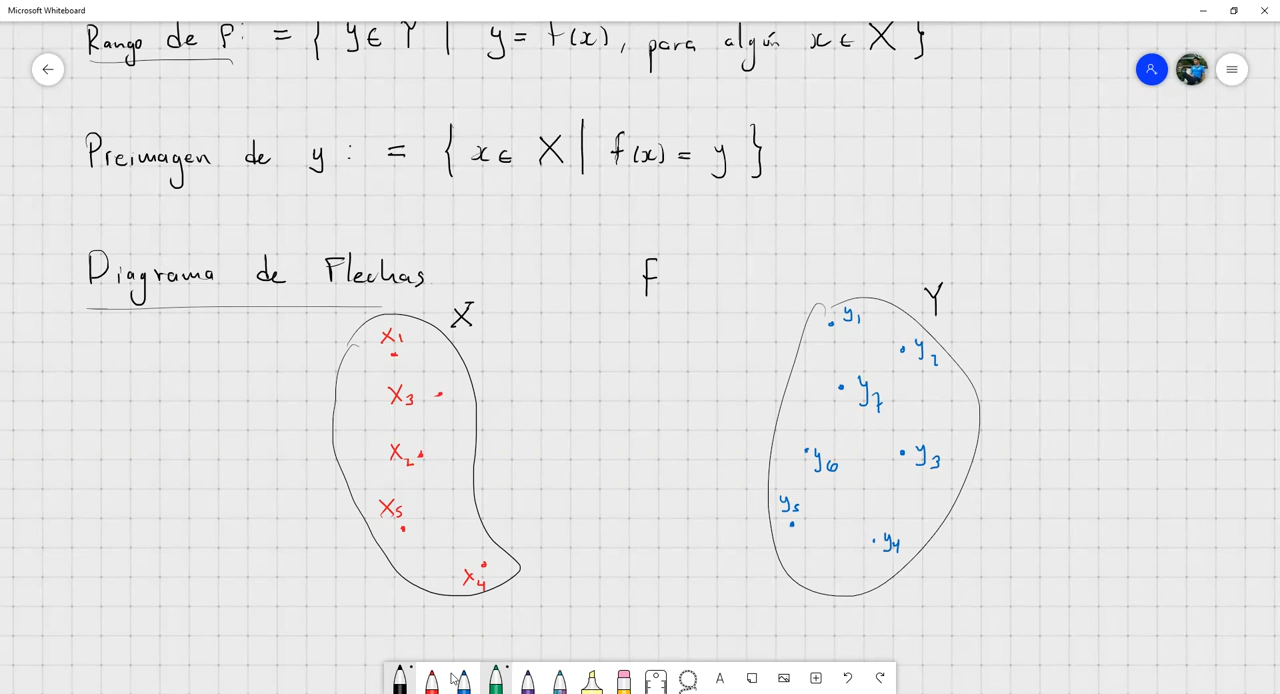 Microsoft Whiteboard
Rango de f: = { y ∈ Y | y = f(x), para algún x ∈ X }
Preimagen de y : = { x ∈ X | f(x) = y }
Diagrama de Flechas
f
X
Y
x1
x3
x2
x5
x4
y1
y2
y7
y6
y3
y5
y4
A